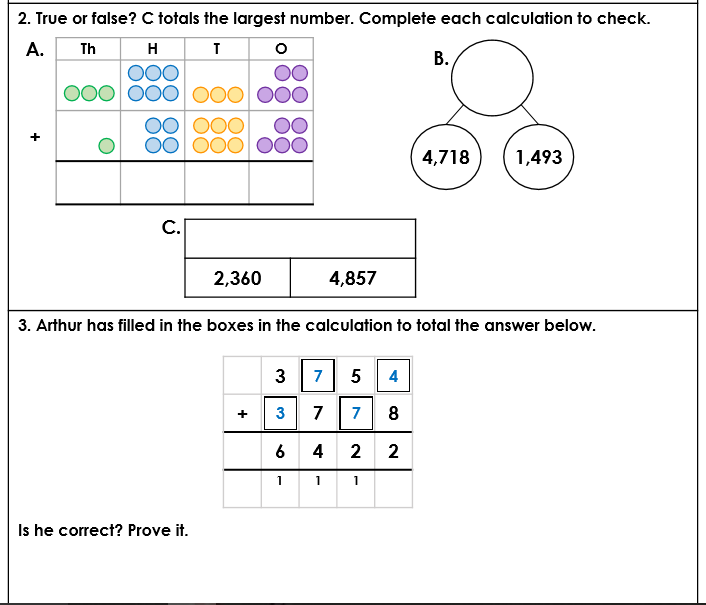 2. True or false? C totals the largest number. Complete each calculation to check.
A. Th H T O
B.
+
4,718 1,493
C.
2,360 4,857
3. Arthur has filled in the boxes in the calculation to total the answer below.
3 7 5 4
+ 3 7 7 8
6 4 2 2
1 1 1
Is he correct? Prove it.